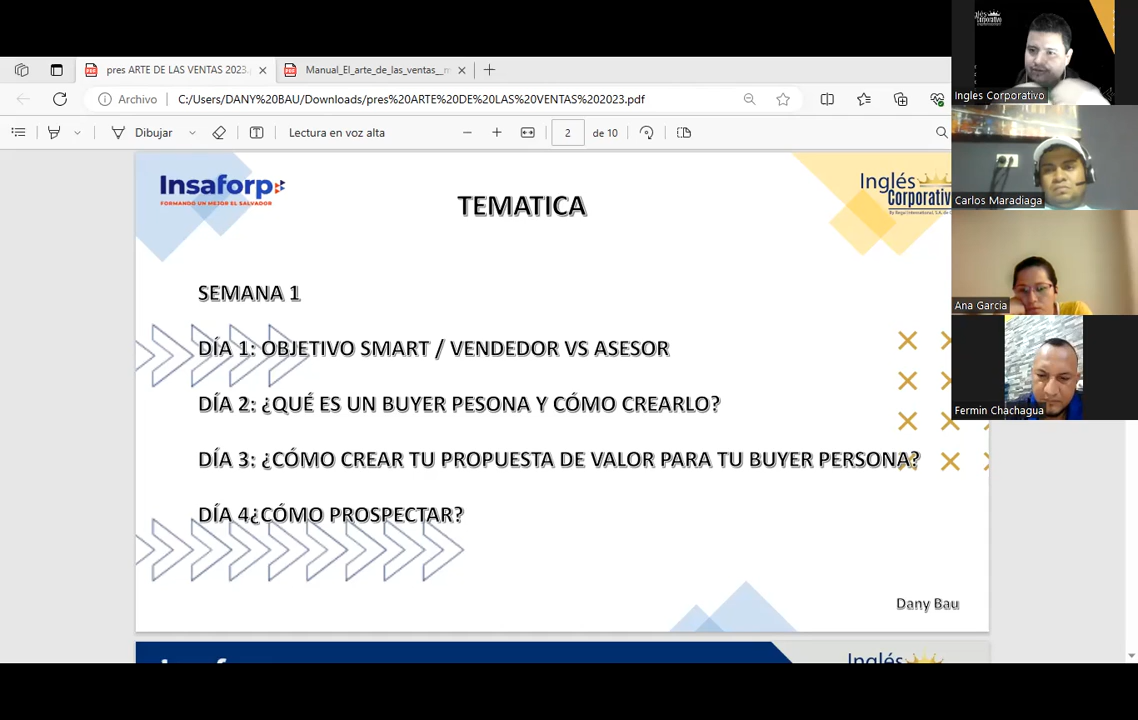 pres ARTE DE LAS VENTAS 2023.
Manual_El_arte_de_las_ventas_
Archivo
C:/Users/DANY%20BAU/Downloads/pres%20ARTE%20DE%20LAS%20VENTAS%202023.pdf
Dibujar
Lectura en voz alta
2 de 10
Insaforp
FORMANDO UN MEJOR EL SALVADOR
TEMATICA
Inglés
Corporativ
SEMANA 1
DÍA 1: OBJETIVO SMART / VENDEDOR VS ASESOR
DÍA 2: ¿QUÉ ES UN BUYER PESONA Y CÓMO CREARLO?
DÍA 3: ¿CÓMO CREAR TU PROPUESTA DE VALOR PARA TU BUYER PERSONA?
DÍA 4¿CÓMO PROSPECTAR?
Dany Bau
Inglés
Ingles Corporativo
Carlos Maradiaga
Ana Garcia
Fermin Chachagua